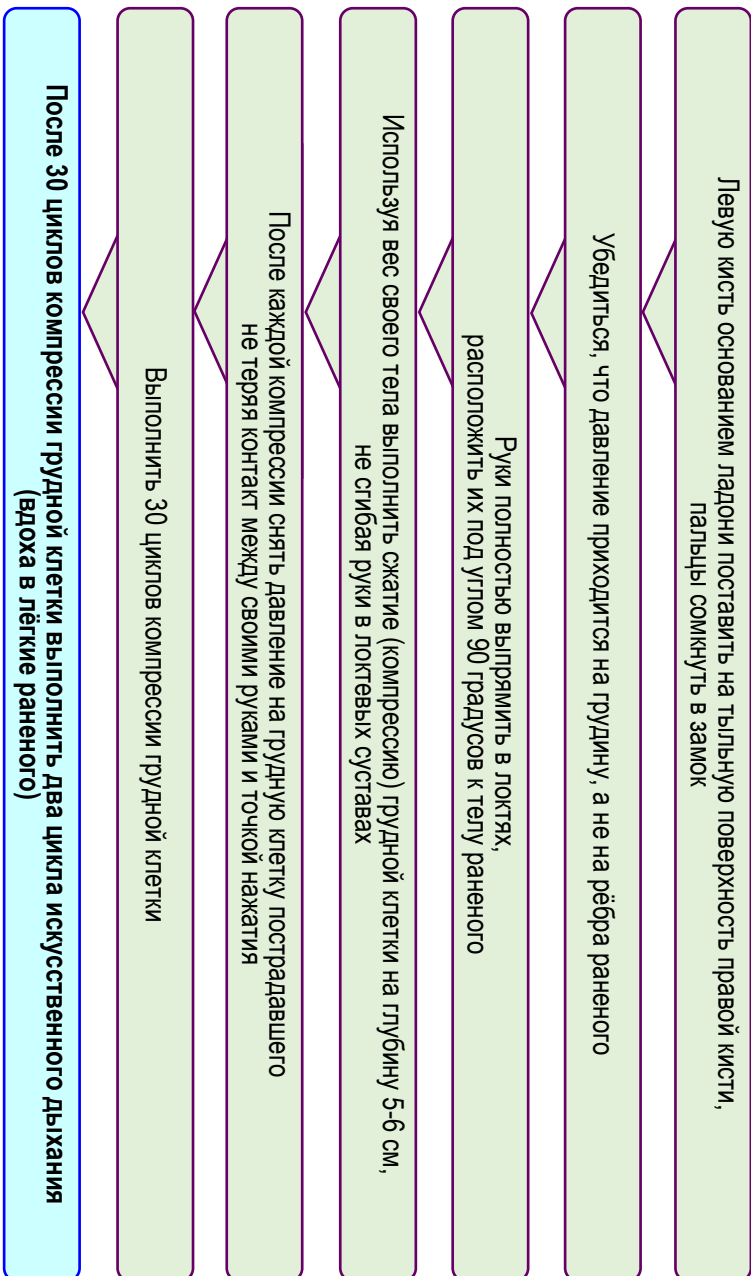 Левую кисть основанием ладони поставить на тыльную поверхность правой кисти,
пальцы сомкнуть в замок
Убедиться, что давление приходится на грудину, а не на рёбра раненого
Руки полностью выпрямить в локтях,
расположить их под углом 90 градусов к телу раненого
Используя вес своего тела выполнить сжатие (компрессию) грудной клетки на глубину 5-6 см,
не сгибая руки в локтевых суставах
После каждой компрессии снять давление на грудную клетку пострадавшего
не теряя контакт между своими руками и точкой нажатия
Выполнить 30 циклов компрессии грудной клетки
После 30 циклов компрессии грудной клетки выполнить два цикла искусственного дыхания
(вдоха в лёгкие раненого)